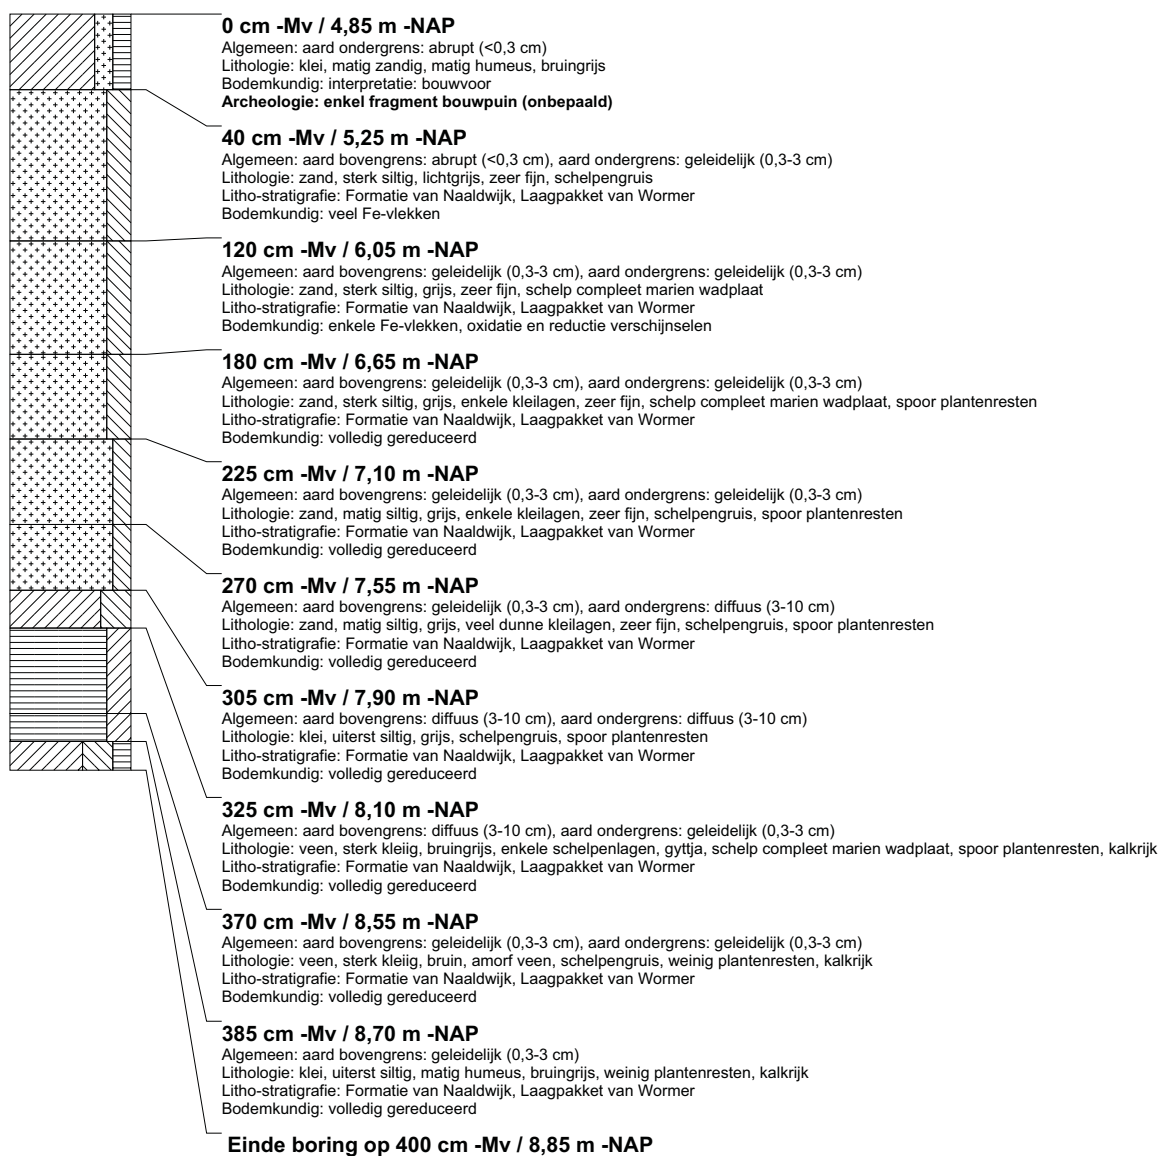 0 cm -Mv / 4,85 m -NAP
Algemeen: aard ondergrens: abrupt (<0,3 cm)
Lithologie: klei, matig zandig, matig humeus, bruingrijs
Bodemkundig: interpretatie: bouwvoor
Archeologie: enkel fragment bouwpuin (onbepaald)
40 cm -Mv / 5,25 m -NAP
Algemeen: aard bovengrens: abrupt (<0,3 cm), aard ondergrens: geleidelijk (0,3-3 cm)
Lithologie: zand, sterk siltig, lichtgrijs, zeer fijn, schelpengruis
Litho-stratigrafie: Formatie van Naaldwijk, Laagpakket van Wormer
Bodemkundig: veel Fe-vlekken
120 cm -Mv / 6,05 m -NAP
Algemeen: aard bovengrens: geleidelijk (0,3-3 cm), aard ondergrens: geleidelijk (0,3-3 cm)
Lithologie: zand, sterk siltig, grijs, zeer fijn, schelp compleet marien wadplaat
Litho-stratigrafie: Formatie van Naaldwijk, Laagpakket van Wormer
Bodemkundig: enkele Fe-vlekken, oxidatie en reductie verschijnselen
180 cm -Mv / 6,65 m -NAP
Algemeen: aard bovengrens: geleidelijk (0,3-3 cm), aard ondergrens: geleidelijk (0,3-3 cm)
Lithologie: zand, sterk siltig, grijs, enkele kleilagen, zeer fijn, schelp compleet marien wadplaat, spoor plantenresten
Litho-stratigrafie: Formatie van Naaldwijk, Laagpakket van Wormer
Bodemkundig: volledig gereduceerd
225 cm -Mv / 7,10 m -NAP
Algemeen: aard bovengrens: geleidelijk (0,3-3 cm), aard ondergrens: geleidelijk (0,3-3 cm)
Lithologie: zand, matig siltig, grijs, enkele kleilagen, zeer fijn, schelpengruis, spoor plantenresten
Litho-stratigrafie: Formatie van Naaldwijk, Laagpakket van Wormer
Bodemkundig: volledig gereduceerd
270 cm -Mv / 7,55 m -NAP
Algemeen: aard bovengrens: geleidelijk (0,3-3 cm), aard ondergrens: diffuus (3-10 cm)
Lithologie: zand, matig siltig, grijs, veel dunne kleilagen, zeer fijn, schelpengruis, spoor plantenresten
Litho-stratigrafie: Formatie van Naaldwijk, Laagpakket van Wormer
Bodemkundig: volledig gereduceerd
305 cm -Mv / 7,90 m -NAP
Algemeen: aard bovengrens: diffuus (3-10 cm), aard ondergrens: diffuus (3-10 cm)
Lithologie: klei, uiterst siltig, grijs, schelpengruis, spoor plantenresten
Litho-stratigrafie: Formatie van Naaldwijk, Laagpakket van Wormer
Bodemkundig: volledig gereduceerd
325 cm -Mv / 8,10 m -NAP
Algemeen: aard bovengrens: diffuus (3-10 cm), aard ondergrens: geleidelijk (0,3-3 cm)
Lithologie: veen, sterk kleiig, bruingrijs, enkele schelpenlagen, gyttja, schelp compleet marien wadplaat, spoor plantenresten, kalkrijk
Litho-stratigrafie: Formatie van Naaldwijk, Laagpakket van Wormer
Bodemkundig: volledig gereduceerd
370 cm -Mv / 8,55 m -NAP
Algemeen: aard bovengrens: geleidelijk (0,3-3 cm), aard ondergrens: geleidelijk (0,3-3 cm)
Lithologie: veen, sterk kleiig, bruin, amorf veen, schelpengruis, weinig plantenresten, kalkrijk
Litho-stratigrafie: Formatie van Naaldwijk, Laagpakket van Wormer
Bodemkundig: volledig gereduceerd
385 cm -Mv / 8,70 m -NAP
Algemeen: aard bovengrens: geleidelijk (0,3-3 cm)
Lithologie: klei, uiterst siltig, matig humeus, bruingrijs, weinig plantenresten, kalkrijk
Litho-stratigrafie: Formatie van Naaldwijk, Laagpakket van Wormer
Bodemkundig: volledig gereduceerd
Einde boring op 400 cm -Mv / 8,85 m -NAP